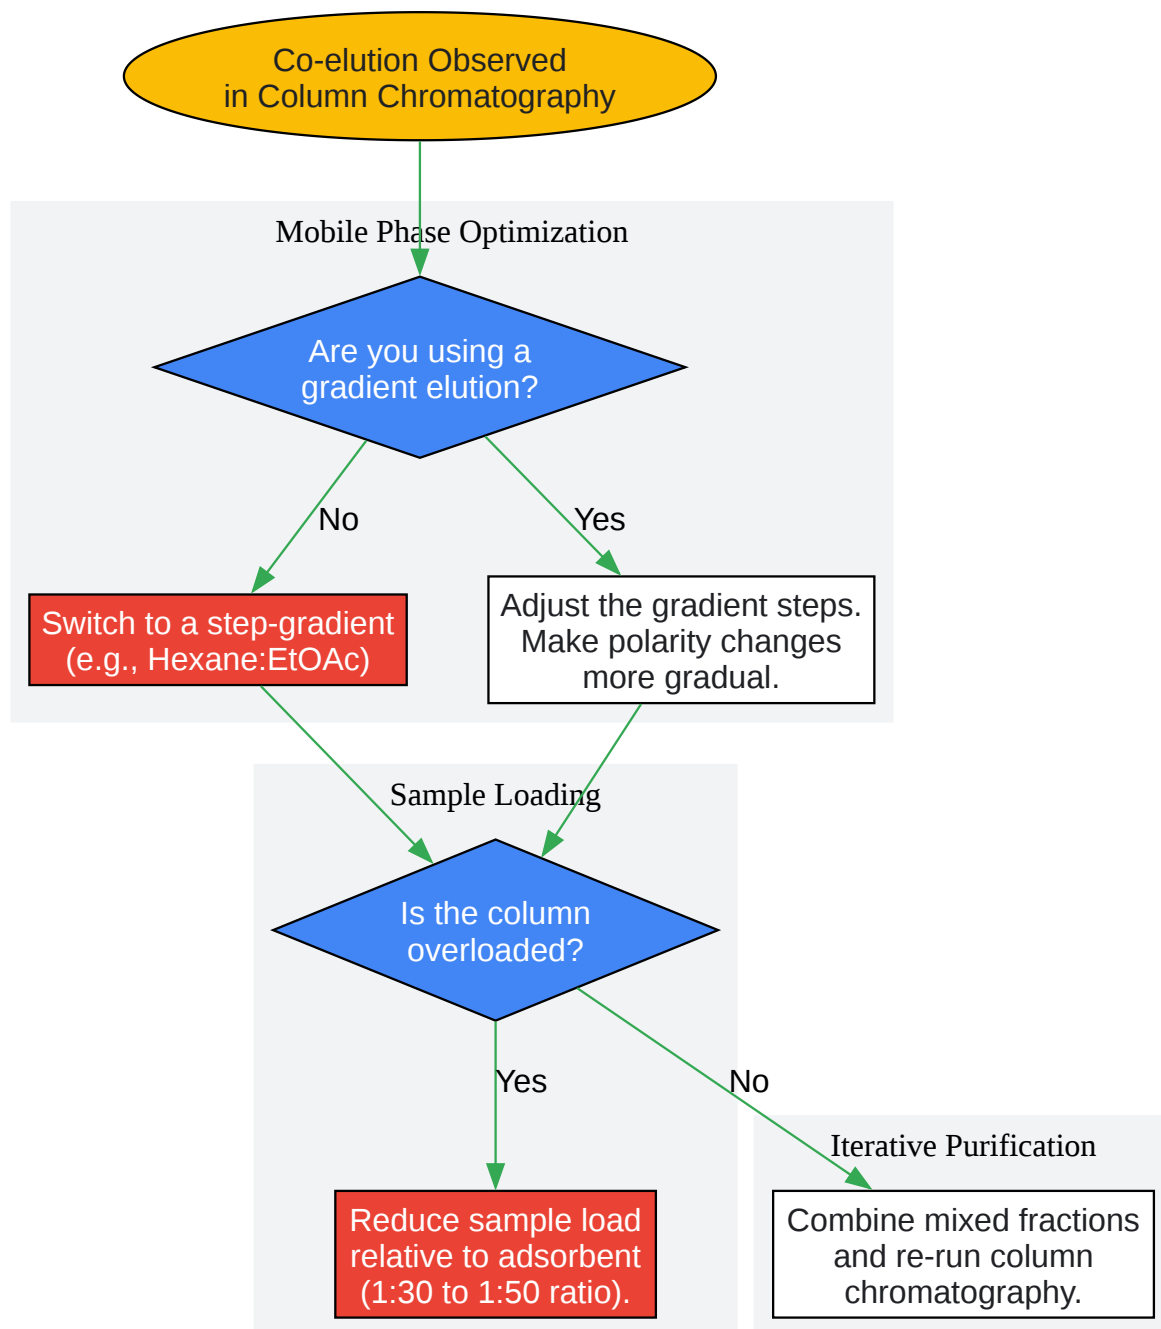 Co-elution Observed
in Column Chromatography
Mobile Phase Optimization
Are you using a
gradient elution?
No
Yes
Switch to a step-gradient
(e.g., Hexane:EtOAc)
Adjust the gradient steps.
Make polarity changes
more gradual.
Sample Loading
Is the column
overloaded?
Yes
No
Iterative Purification
Reduce sample load
relative to adsorbent
(1:30 to 1:50 ratio).
Combine mixed fractions
and re-run column
chromatography.